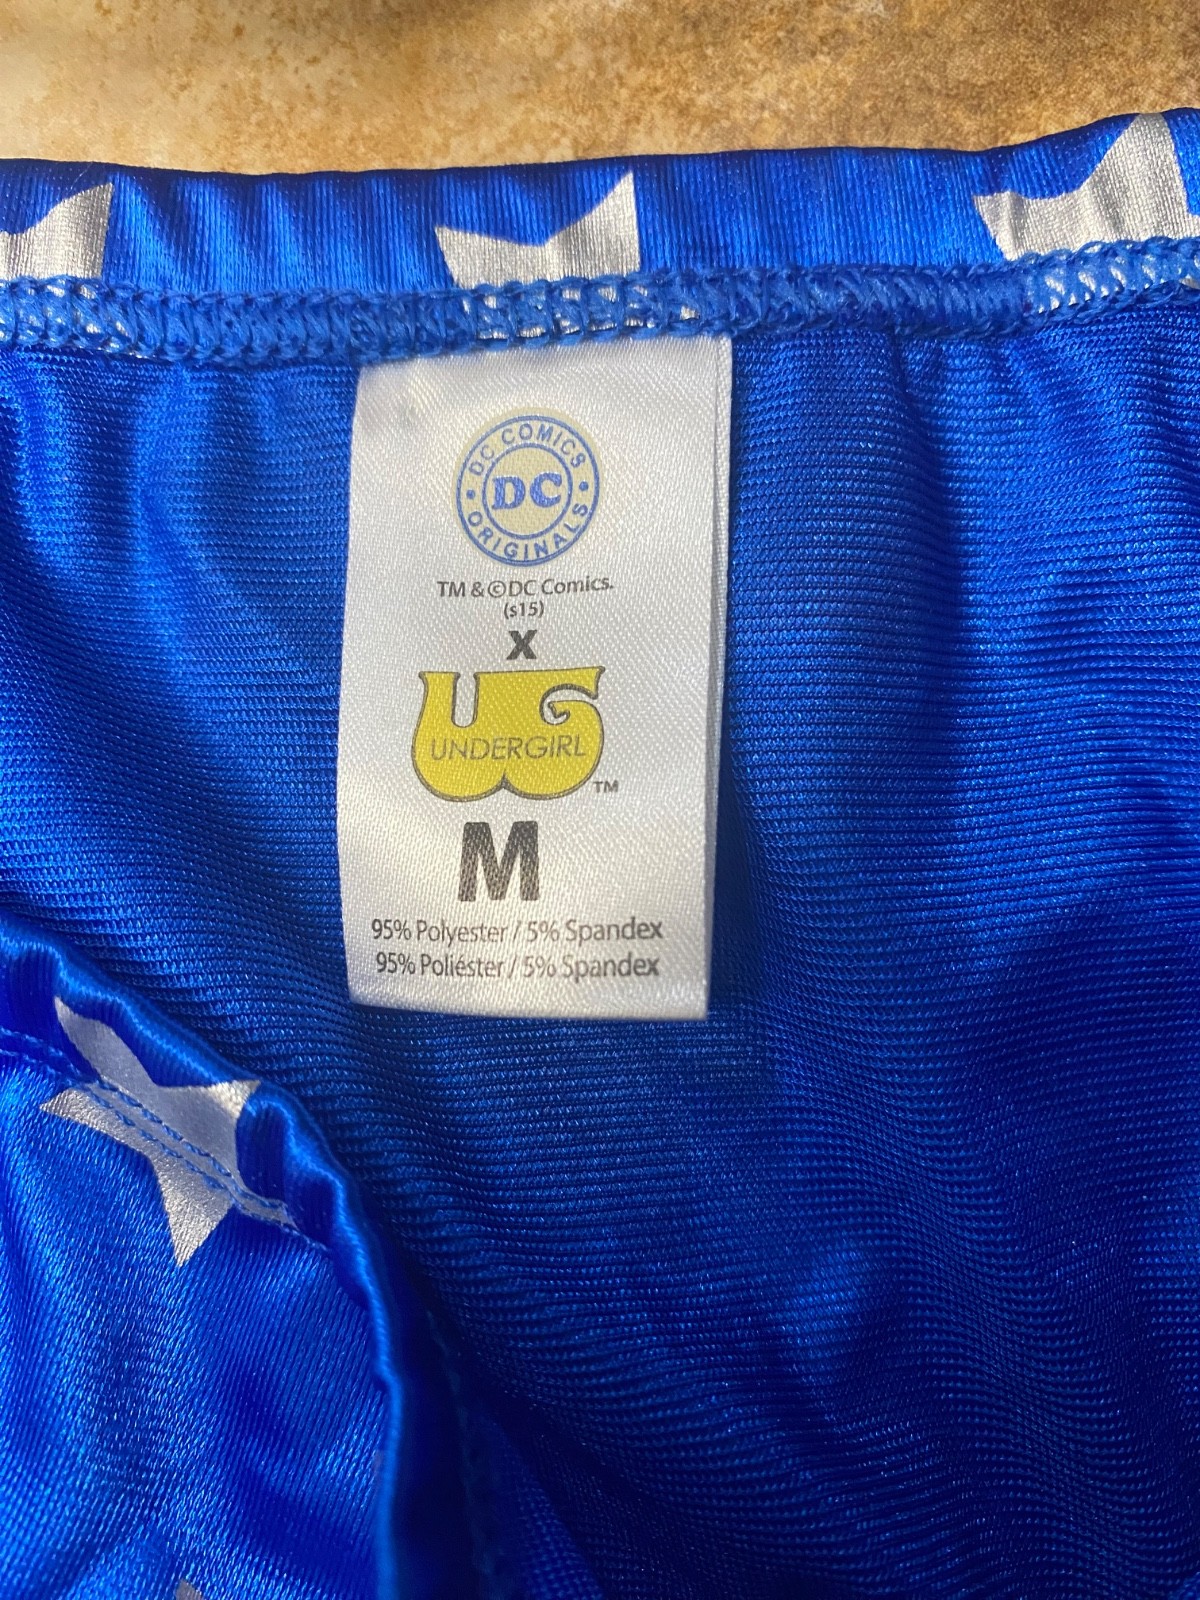 DC COMICS
DC
ORIGINALS
TM & ©DC Comics.
(s15)
X
UG
UNDERGIRL
TM
M
95% Polyester / 5% Spandex
95% Poliéster / 5% Spandex